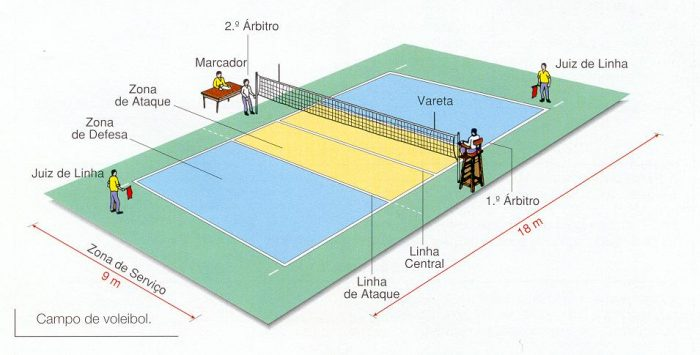 2.º Árbitro
Marcador
Juiz de Linha
Zona
de Ataque
Vareta
Zona
de Defesa
Juiz de Linha
1.º Árbitro
18 m
Linha
Central
Zona de Serviço
9 m
Linha
de Ataque
Campo de voleibol.